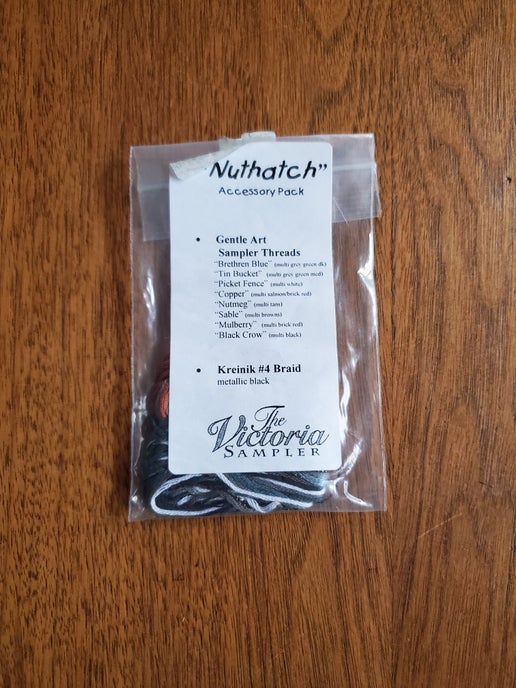 "Nuthatch"
Accessory Pack
• Gentle Art
Sampler Threads
"Brethren Blue" (multi grey green dk)
"Tin Bucket" (multi grey green med)
"Picket Fence" (multi white)
"Copper" (multi salmon/brick red)
"Nutmeg" (multi tans)
"Sable" (multi browns)
"Mulberry" (multi brick red)
"Black Crow" (multi black)
• Kreinik #4 Braid
metallic black
The
Victoria
SAMPLER